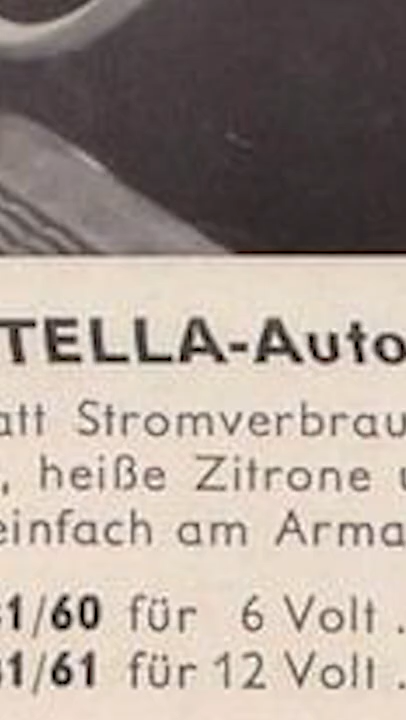 TELLA-Auto
att Stromverbrau
, heiße Zitrone u
einfach am Arma
1/60 für 6 Volt .
1/61 für 12 Volt .